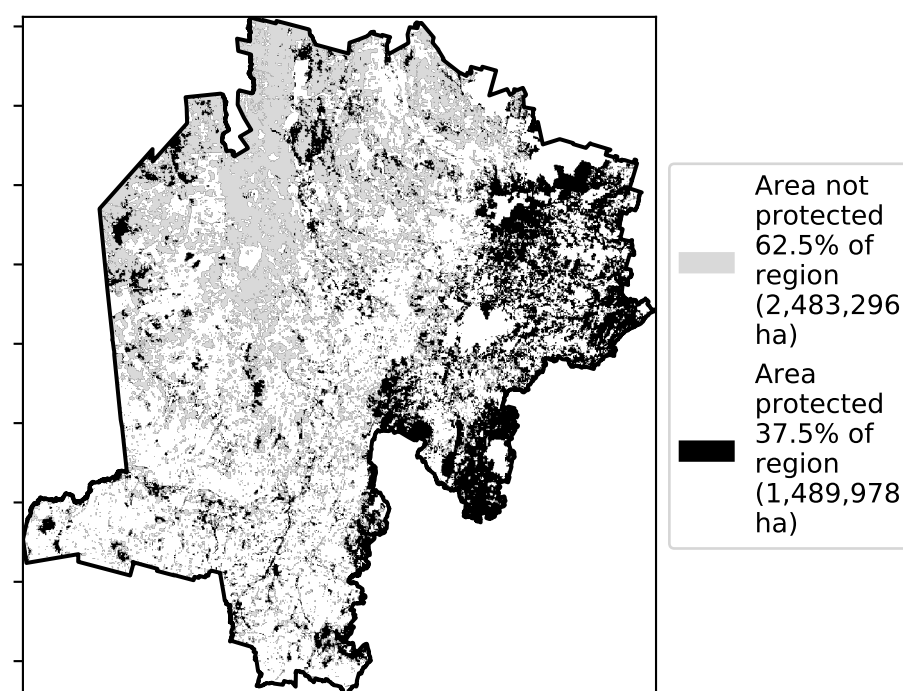 Area not
protected
62.5% of
region
(2,483,296
ha)
Area
protected
37.5% of
region
(1,489,978
ha)